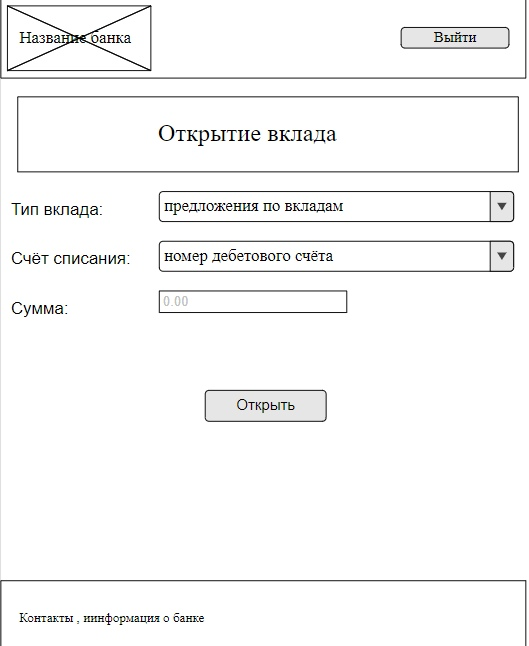 Название банка
Выйти
Открытие вклада
Тип вклада:
предложения по вкладам
Счёт списания:
номер дебетового счёта
Сумма:
0.00
Открыть
Контакты , иинформация о банке